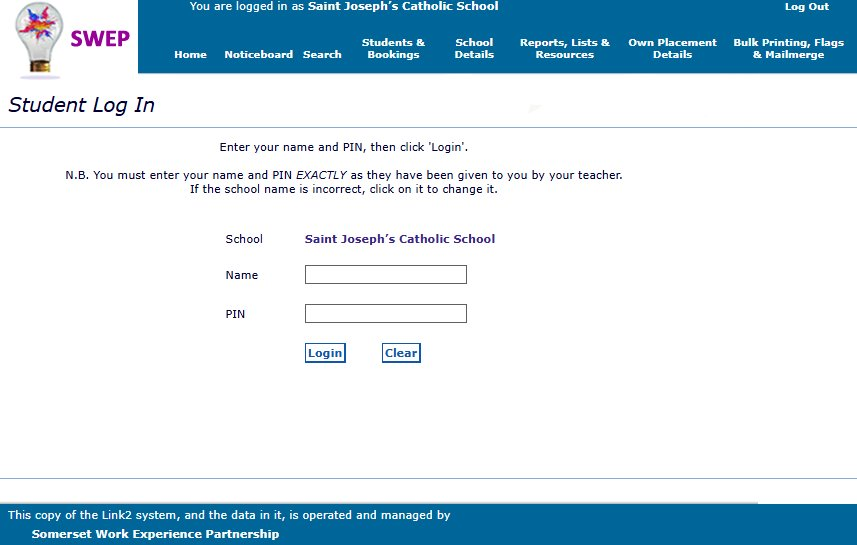 You are logged in as Saint Joseph’s Catholic School
Log Out
SWEP
Home
Noticeboard
Search
Students &
Bookings
School
Details
Reports, Lists &
Resources
Own Placement
Details
Bulk Printing, Flags
& Mailmerge
Student Log In
Enter your name and PIN, then click 'Login'.
N.B. You must enter your name and PIN EXACTLY as they have been given to you by your teacher.
If the school name is incorrect, click on it to change it.
School Saint Joseph’s Catholic School
Name
PIN
Login Clear
This copy of the Link2 system, and the data in it, is operated and managed by
Somerset Work Experience Partnership